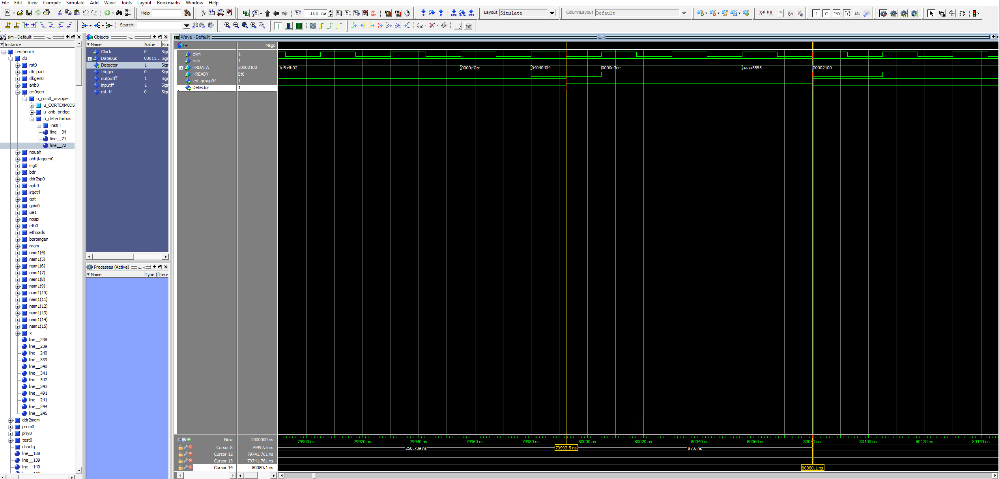 File Edit View Compile Simulate Add Wave Tools Layout Bookmarks Window Help
Help 100 ns Layout Simulate ColumnLayout Default
Search:
sim - Default
Instance
testbench
d3
rst0
clk_pad
clkgen0
ahb0
cm0gen
u_com0_wrapper
u_CORTEXM0DS
u_ahb_bridge
u_detectorbus
instFF
line__34
line__71
line__72
nouah
ahbjtaggen0
mg0
bdr
ddr2sp0
apb0
irqctrl
gpt
gpio0
ua1
nospi
eth0
ethpads
bpromgen
nram
nam1(4)
nam1(5)
nam1(6)
nam1(7)
nam1(8)
nam1(9)
nam1(10)
nam1(11)
nam1(12)
nam1(13)
nam1(14)
nam1(15)
x
line__238
line__239
line__240
line__339
line__340
line__341
line__342
line__343
line__491
line__241
line__244
line__245
ddr2mem
prom0
phy0
test0
dsucfg
line__138
line__139
line__140
Objects
Name Value Kin
Clock 0 Sigr
DataBus 00011... Sigr
Detector 1 Sigr
trigger 0 Sigr
outputff 1 Sigr
inputff 1 Sigr
rst_ff 0 Sigr
Processes (Active)
Name Type (filtere
Wave - Default
Msgs
clkm 1
rstn 1
HRDATA 20002100 1c5b4b02 0000e7ee 04040404 0000e7ee aaaa5555 20002100
HREADY St0
led_group04 1
Detector 1
Now 2000000 ns 79900 ns 79920 ns 79940 ns 79960 ns 79980 ns 80000 ns 80020 ns 80040 ns 80060 ns 80080 ns 80100 ns 80120 ns 80140 ns
Cursor 8 79992.5 ns 250.739 ns 79992.5 ns 87.6 ns
Cursor 12 79741.761 ns
Cursor 13 79741.761 ns
Cursor 14 80080.1 ns 80080.1 ns